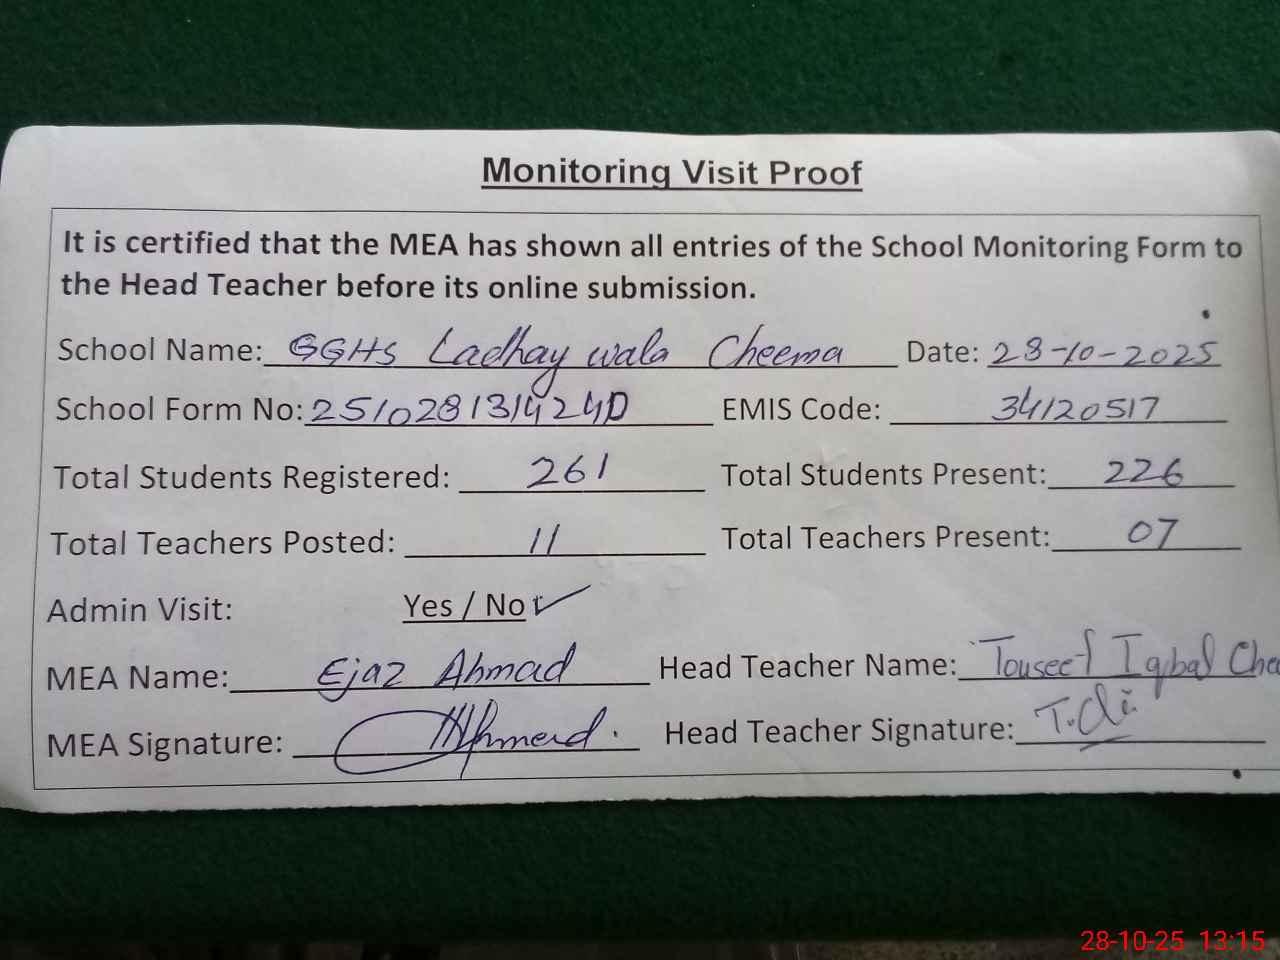 Monitoring Visit Proof
It is certified that the MEA has shown all entries of the School Monitoring Form to
the Head Teacher before its online submission.
School Name: GGHS Ladhay wala Cheema Date: 28-10-2025
School Form No: 251028131424D EMIS Code: 34120517
Total Students Registered: 261 Total Students Present: 226
Total Teachers Posted: 11 Total Teachers Present: 07
Admin Visit: Yes / No ✓
MEA Name: Ejaz Ahmad Head Teacher Name: Touseef Iqbal Chee
MEA Signature: Head Teacher Signature:
28-10-25 13:15